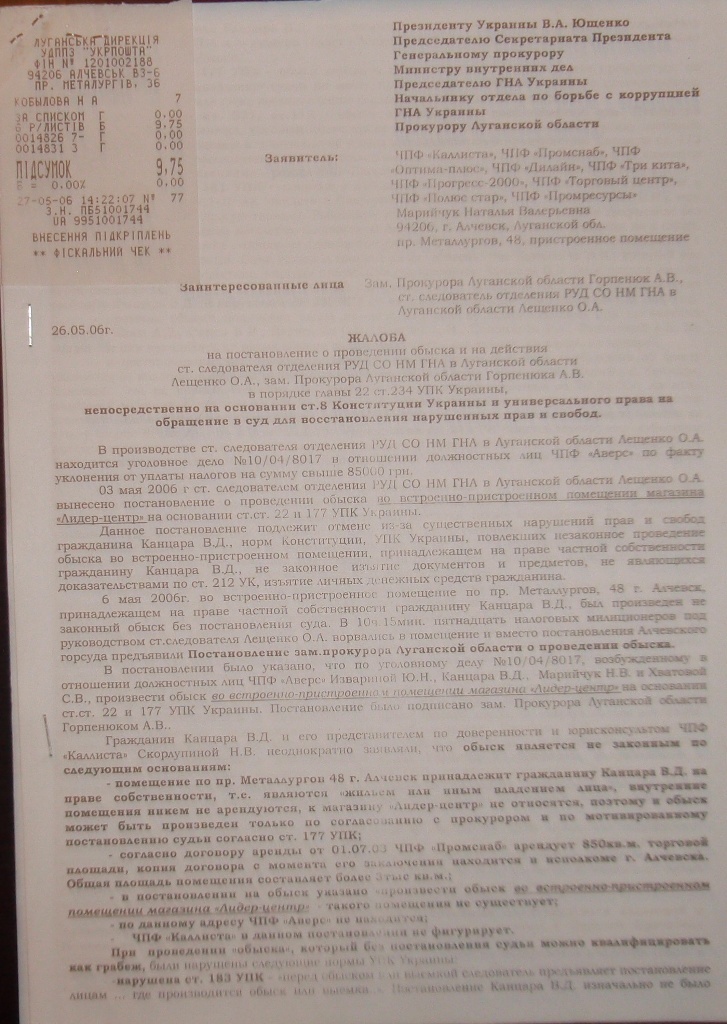 ЛУГАНСЬКА ДИРЕКЦІЯ
УДППЗ "УКРПОШТА"
ФІН № 1201002188
94206 АЛЧЕВСЬК ВЗ-6
ПР. МЕТАЛУРГІВ, 36
КОБЫЛОВА Н А 7
ЗА СПИСКОМ Г 0.00
6 Р/ЛИСТІВ Б 9.75
0014826 7- Г 0.00
0014831 3 Г 0.00
ПІДСУМОК 9,75
Б = 0.00% 0.00
27-05-06 14:22:07 № 77
З.Н. ПБ51001744
UA 9951001744
ВНЕСЕННЯ ПІДКРІПЛЕНЬ
** ФІСКАЛЬНИЙ ЧЕК **
Президенту Украины В.А. Ющенко
Председателю Секретариата Президента
Генеральному прокурору
Министру внутренних дел
Председателю ГНА Украины
Начальнику отдела по борьбе с коррупцией
ГНА Украины
Прокурору Луганской области
Заявитель: ЧПФ «Каллиста», ЧПФ «Промснаб», ЧПФ
«Оптима-плюс», ЧПФ «Дилайн», ЧПФ «Три кита»,
ЧПФ «Прогресс-2000», ЧПФ «Торговый центр»,
ЧПФ «Полюс стар», ЧПФ «Промресурсы»
Марийчук Наталья Валерьевна
94206, г. Алчевск, Луганской обл.
пр. Металлургов, 48, пристроенное помещение
Заинтересованные лица Зам. Прокурора Луганской области Горпенюк А.В.,
ст. следователь отделения РУД СО НМ ГНА в
Луганской области Лещенко О.А.
26.05.06г.
ЖАЛОБА
на постановление о проведении обыска и на действия
ст. следователя отделения РУД СО НМ ГНА в Луганской области
Лещенко О.А., зам. Прокурора Луганской области Горпенюка А.В.
в порядке главы 22 ст.234 УПК Украины,
непосредственно на основании ст.8 Конституции Украины и универсального права на
обращение в суд для восстановления нарушенных прав и свобод.
В производстве ст. следователя отделения РУД СО НМ ГНА в Луганской области Лещенко О.А.
находится уголовное дело №10/04/8017 в отношении должностных лиц ЧПФ «Аверс» по факту
уклонения от уплаты налогов на сумму свыше 85000 грн.
03 мая 2006 г ст. следователем отделения РУД СО НМ ГНА в Луганской области Лещенко О.А.
вынесено постановление о проведении обыска во встроенно-пристроенном помещении магазина
«Лидер-центр» на основании ст.ст. 22 и 177 УПК Украины.
Данное постановление подлежит отмене из-за существенных нарушений прав и свобод
гражданина Канцара В.Д., норм Конституции, УПК Украины, повлекших незаконное проведение
обыска во встроенно-пристроенном помещении, принадлежащем на праве частной собственности
гражданину Канцара В.Д., не законное изъятие документов и предметов, не являющихся
доказательствами по ст. 212 УК, изъятие личных денежных средств гражданина.
6 мая 2006г. во встроенно-пристроенное помещение по пр. Металлургов, 48 г. Алчевск,
принадлежащем на праве частной собственности гражданину Канцара В.Д., был произведен не
законный обыск без постановления суда. В 10ч.15мин. пятнадцать налоговых милиционеров под
руководством ст.следователя Лещенко О.А. ворвались в помещение и вместо постановления Алчевского
горсуда предъявили Постановление зам.прокурора Луганской области о проведении обыска.
В постановлении было указано, что по уголовному делу №10/04/8017, возбужденному в
отношении должностных лиц ЧПФ «Аверс» Извариной Ю.Н., Канцара В.Д., Марийчук Н.В. и Хватовой
С.В., произвести обыск во встроенно-пристроенном помещении магазина «Лидер-центр» на основании
ст.ст. 22 и 177 УПК Украины. Постановление было подписано зам. Прокурора Луганской области
Горпенюком А.В..
Гражданин Канцара В.Д. и его представителем по доверенности и юрисконсультом ЧПФ
«Каллиста» Скорлупиной Н.В. неоднократно заявляли, что обыск является не законным по
следующим основаниям:
- помещение по пр. Металлургов 48 г. Алчевск принадлежит гражданину Канцара В.Д. на
праве собственности, т.е. являются «жильем или иным владением лица», внутренние
помещения никем не арендуются, к магазину «Лидер-центр» не относятся, поэтому и обыск
может быть произведен только по согласованию с прокурором и по мотивированному
постановлению судьи согласно ст. 177 УПК;
- согласно договору аренды от 01.07.03 ЧПФ «Промснаб» арендует 850кв.м. торговой
площади, копия договора с момента его заключения находится в исполкоме г. Алчевска.
Общая площадь помещения составляет более 3тыс кв.м.;
- в постановлении на обыск указано «произвести обыск во встроенно-пристроенном
помещении магазина «Лидер-центр» - такого помещения не существует;
- по данному адресу ЧПФ «Аверс» не находится;
ЧПФ «Каллиста» в данном постановлении не фигурирует.
При проведении «обыска», который без постановления судьи можно квалифицировать
как грабеж, были нарушены следующие нормы УПК Украины:
-нарушена ст. 183 УПК - «перед обыском или выемкой следователь предъявляет постановление
лицам ... где производится обыск или выемка...». Постановление Канцара В.Д. изначально не было